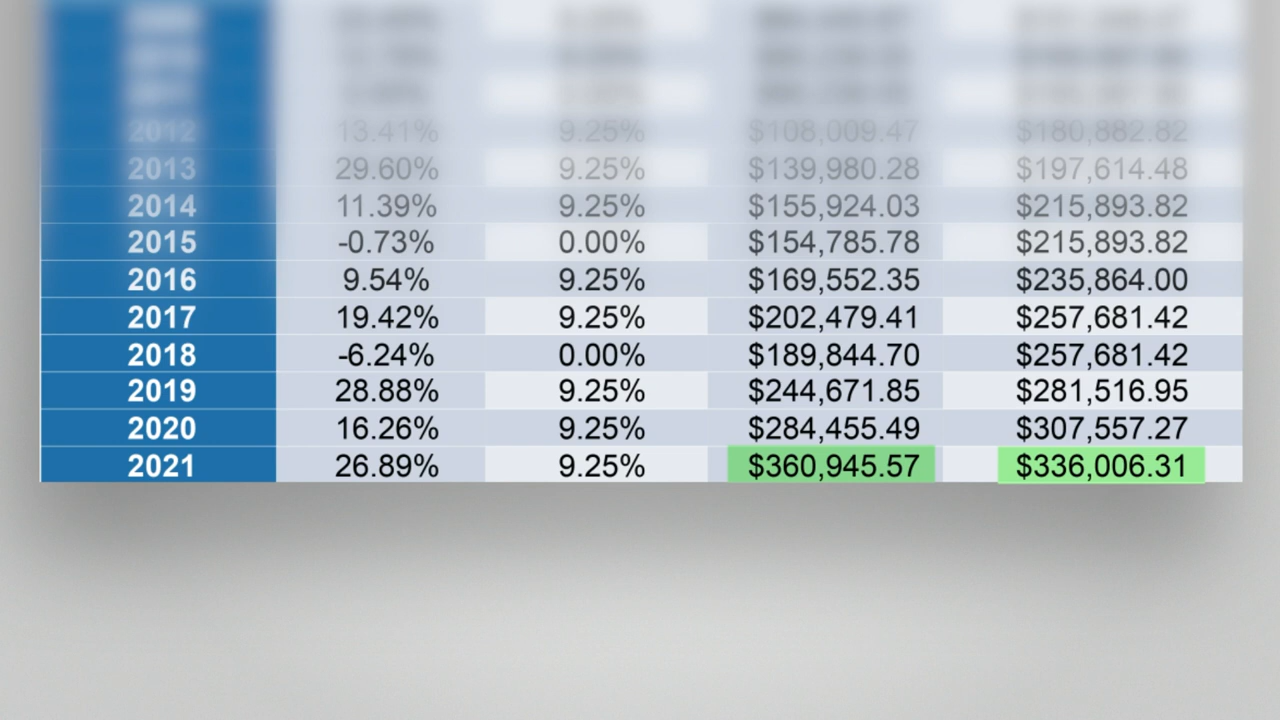 2012 13.41% 9.25% $108,009.47 $180,882.82
2013 29.60% 9.25% $139,980.28 $197,614.48
2014 11.39% 9.25% $155,924.03 $215,893.82
2015 -0.73% 0.00% $154,785.78 $215,893.82
2016 9.54% 9.25% $169,552.35 $235,864.00
2017 19.42% 9.25% $202,479.41 $257,681.42
2018 -6.24% 0.00% $189,844.70 $257,681.42
2019 28.88% 9.25% $244,671.85 $281,516.95
2020 16.26% 9.25% $284,455.49 $307,557.27
2021 26.89% 9.25% $360,945.57 $336,006.31